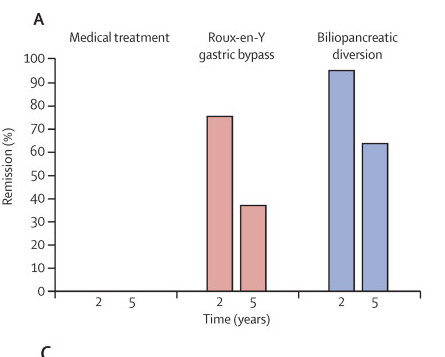 A
Medical treatment
Roux-en-Y
gastric bypass
Biliopancreatic
diversion
Remission (%)
100
90
80
70
60
50
40
30
20
10
0
2 5 2 5 2 5
Time (years)
C